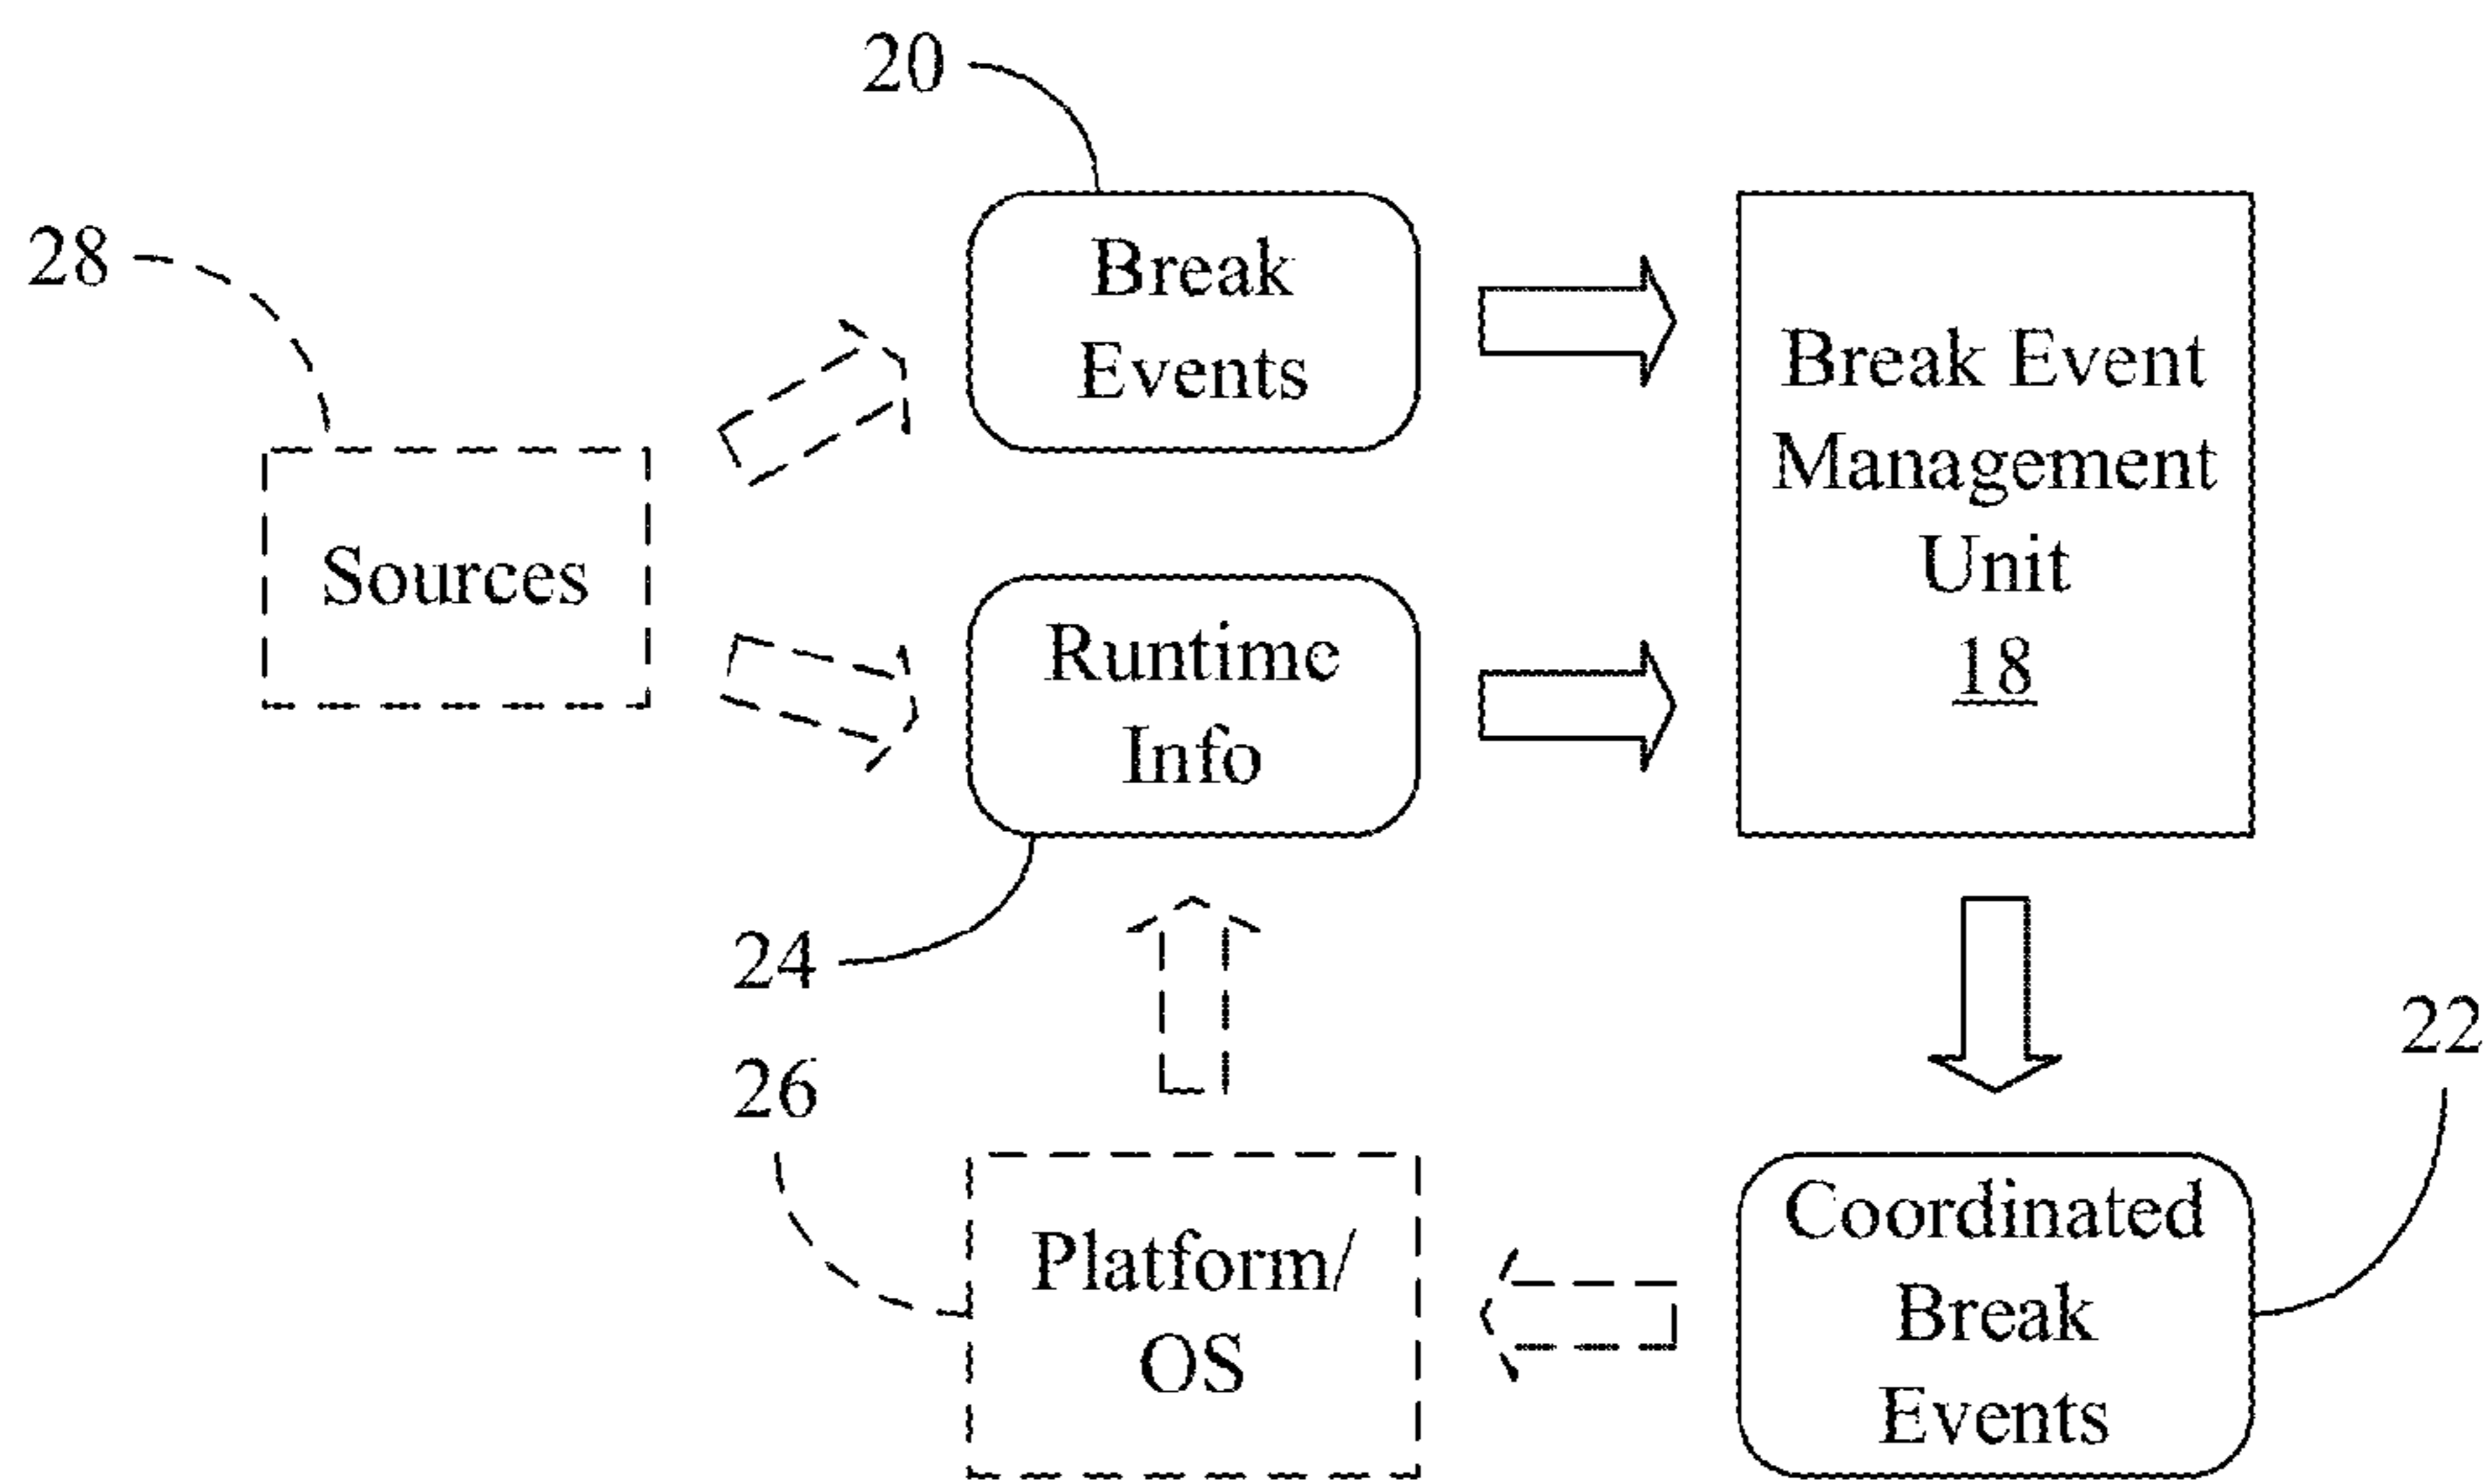 20
28
Break
Events
Break Event
Management
Unit
18
Sources
Runtime
Info
24
26
22
Platform/
OS
Coordinated
Break
Events